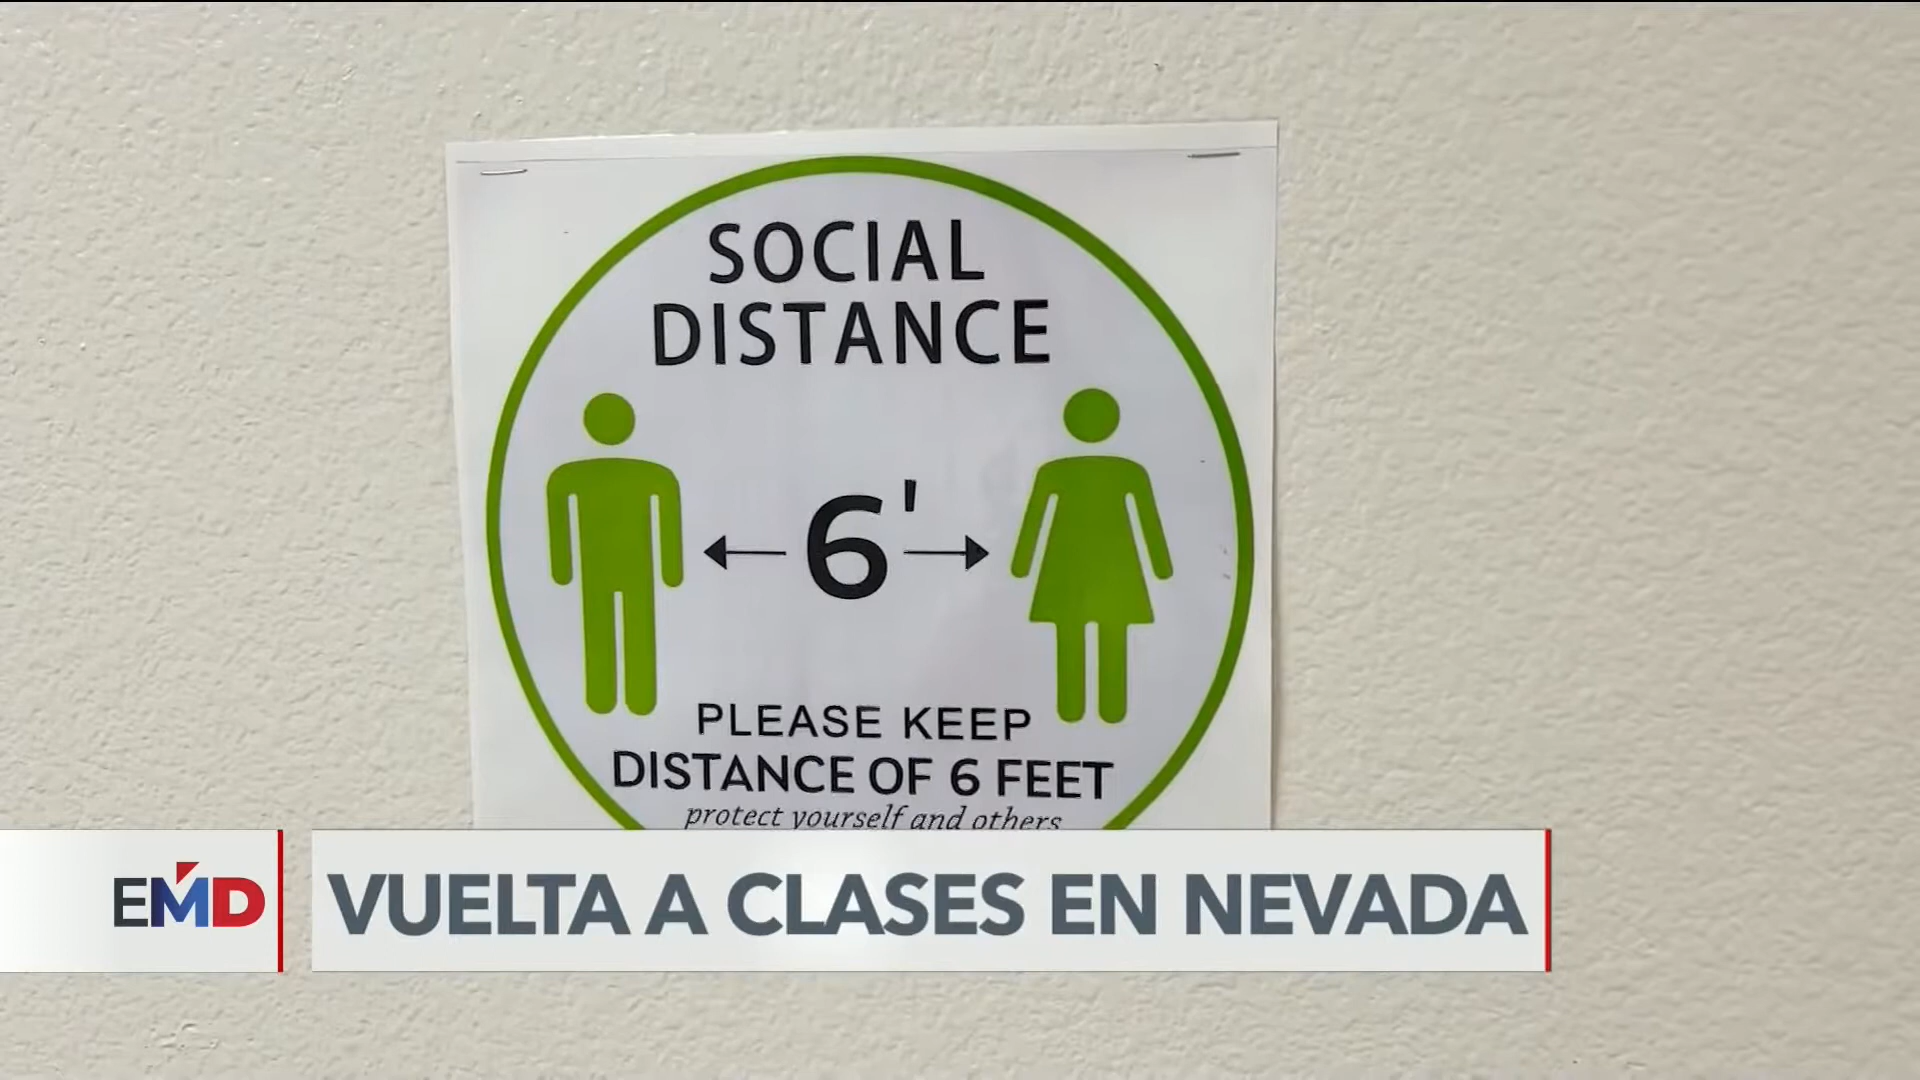 SOCIAL
DISTANCE
6'
PLEASE KEEP
DISTANCE OF 6 FEET
protect yourself and others
EMD
VUELTA A CLASES EN NEVADA